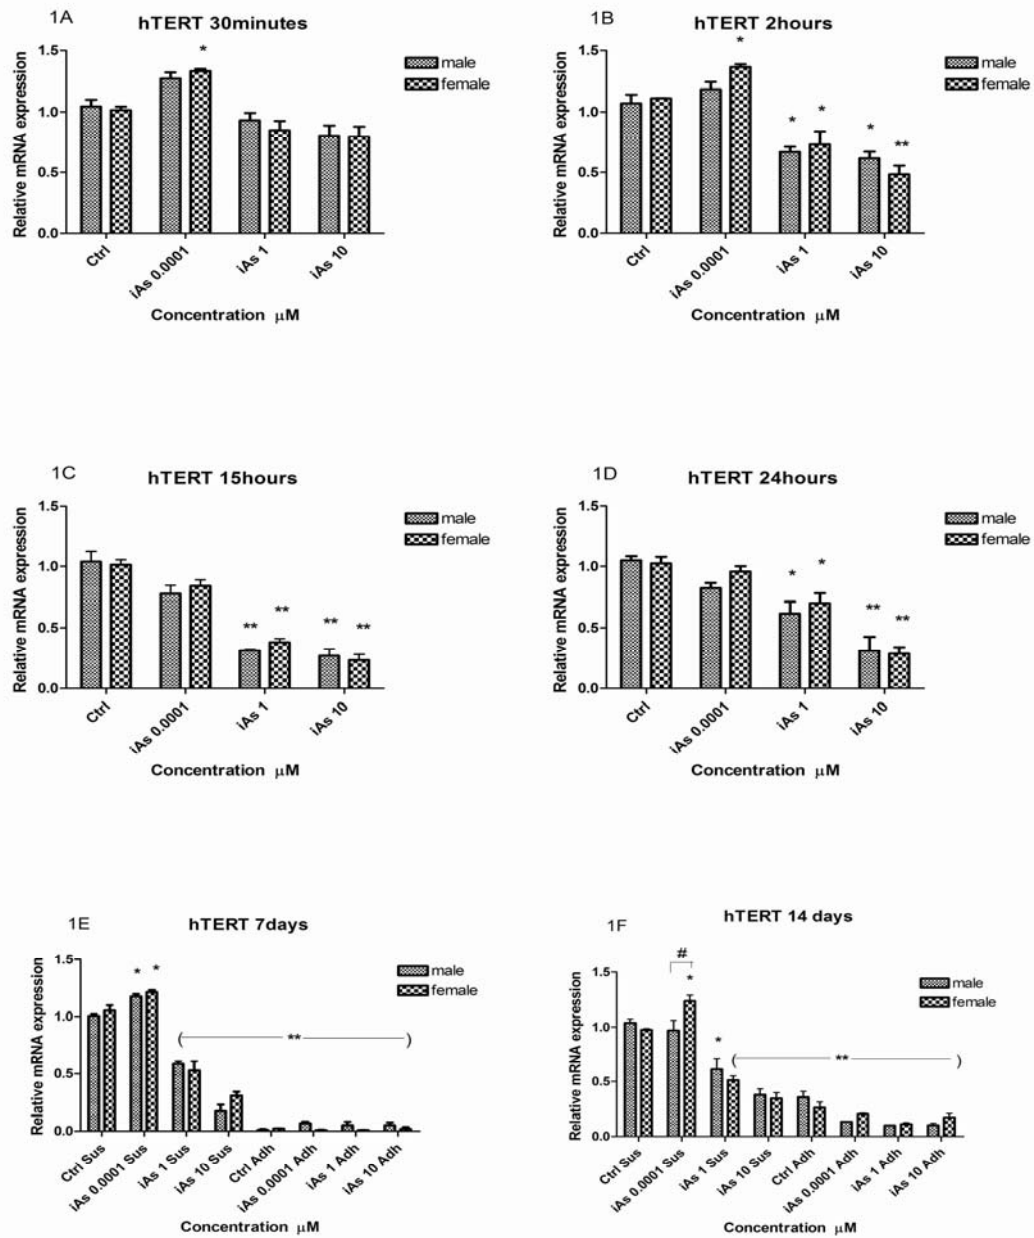 1A
hTERT 30minutes
Relative mRNA expression
1.5
1.0
0.5
0.0
*
male
female
Ctrl
iAs 0.0001
iAs 1
iAs 10
Concentration μM
1B
hTERT 2hours
Relative mRNA expression
1.5
1.0
0.5
0.0
*
* *
* **
male
female
Ctrl
iAs 0.0001
iAs 1
iAs 10
Concentration μM
1C
hTERT 15hours
Relative mRNA expression
1.5
1.0
0.5
0.0
** **
** **
male
female
Ctrl
iAs 0.0001
iAs 1
iAs 10
Concentration μM
1D
hTERT 24hours
Relative mRNA expression
1.5
1.0
0.5
0.0
* *
** **
male
female
Ctrl
iAs 0.0001
iAs 1
iAs 10
Concentration μM
1E
hTERT 7days
Relative mRNA expression
1.5
1.0
0.5
0.0
* *
( ** )
male
female
Ctrl Sus
iAs 0.0001 Sus
iAs 1 Sus
iAs 10 Sus
Ctrl Adh
iAs 0.0001 Adh
iAs 1 Adh
iAs 10 Adh
Concentration μM
1F
hTERT 14 days
Relative mRNA expression
1.5
1.0
0.5
0.0
#
*
*
( ** )
male
female
Ctrl Sus
iAs 0.0001 Sus
iAs 1 Sus
iAs 10 Sus
Ctrl Adh
iAs 0.0001 Adh
iAs 1 Adh
iAs 10 Adh
Concentration μM